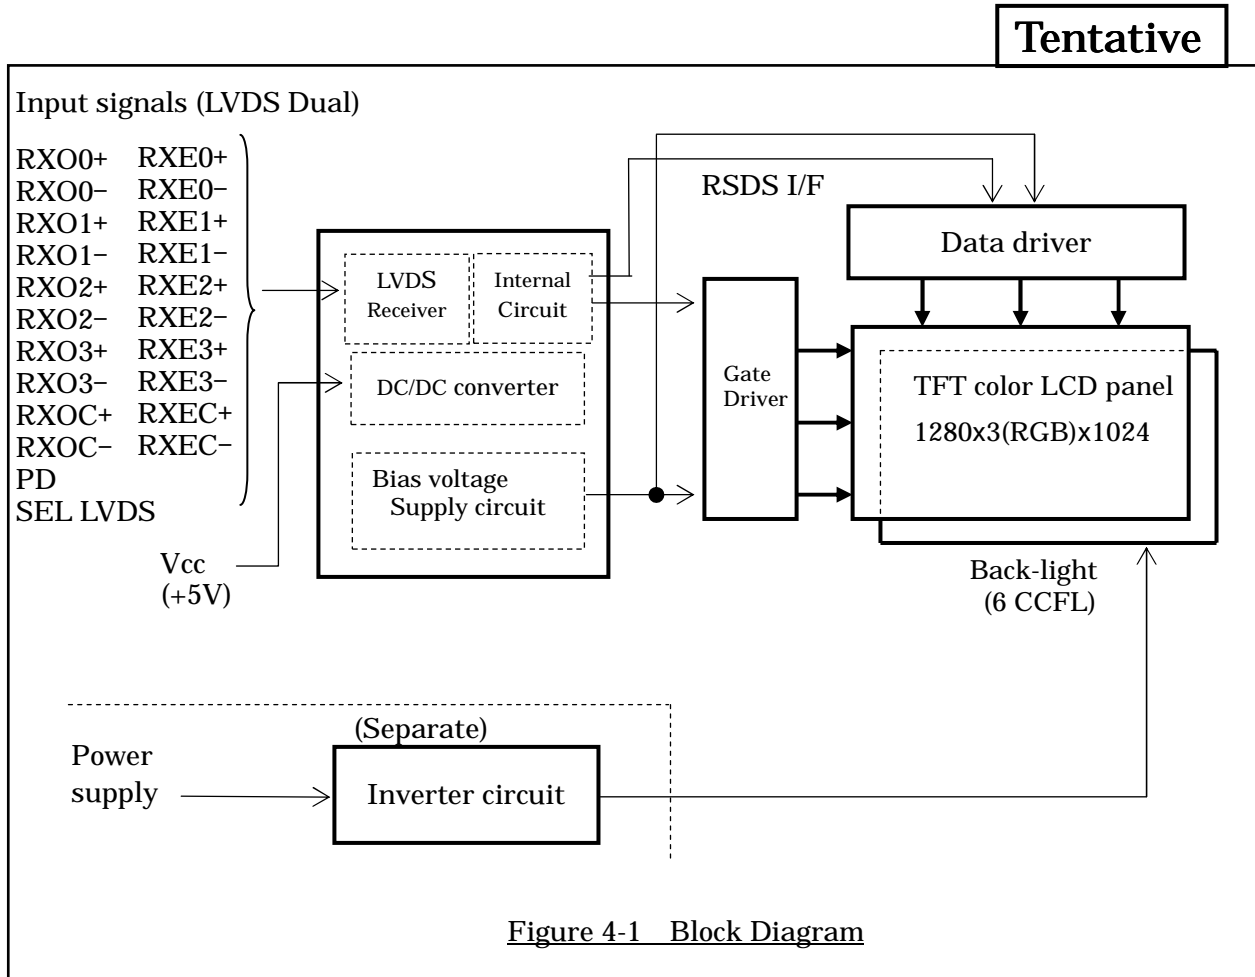 Tentative
Input signals (LVDS Dual)
RXO0+ RXE0+
RXO0− RXE0−
RXO1+ RXE1+
RXO1− RXE1−
RXO2+ RXE2+
RXO2− RXE2−
RXO3+ RXE3+
RXO3− RXE3−
RXOC+ RXEC+
RXOC− RXEC−
PD
SEL LVDS
Vcc
(+5V)
LVDS
Receiver
Internal
Circuit
DC/DC converter
Bias voltage
Supply circuit
RSDS I/F
Data driver
Gate
Driver
TFT color LCD panel
1280x3(RGB)x1024
Back-light
(6 CCFL)
(Separate)
Power
supply
Inverter circuit
Figure 4-1 Block Diagram